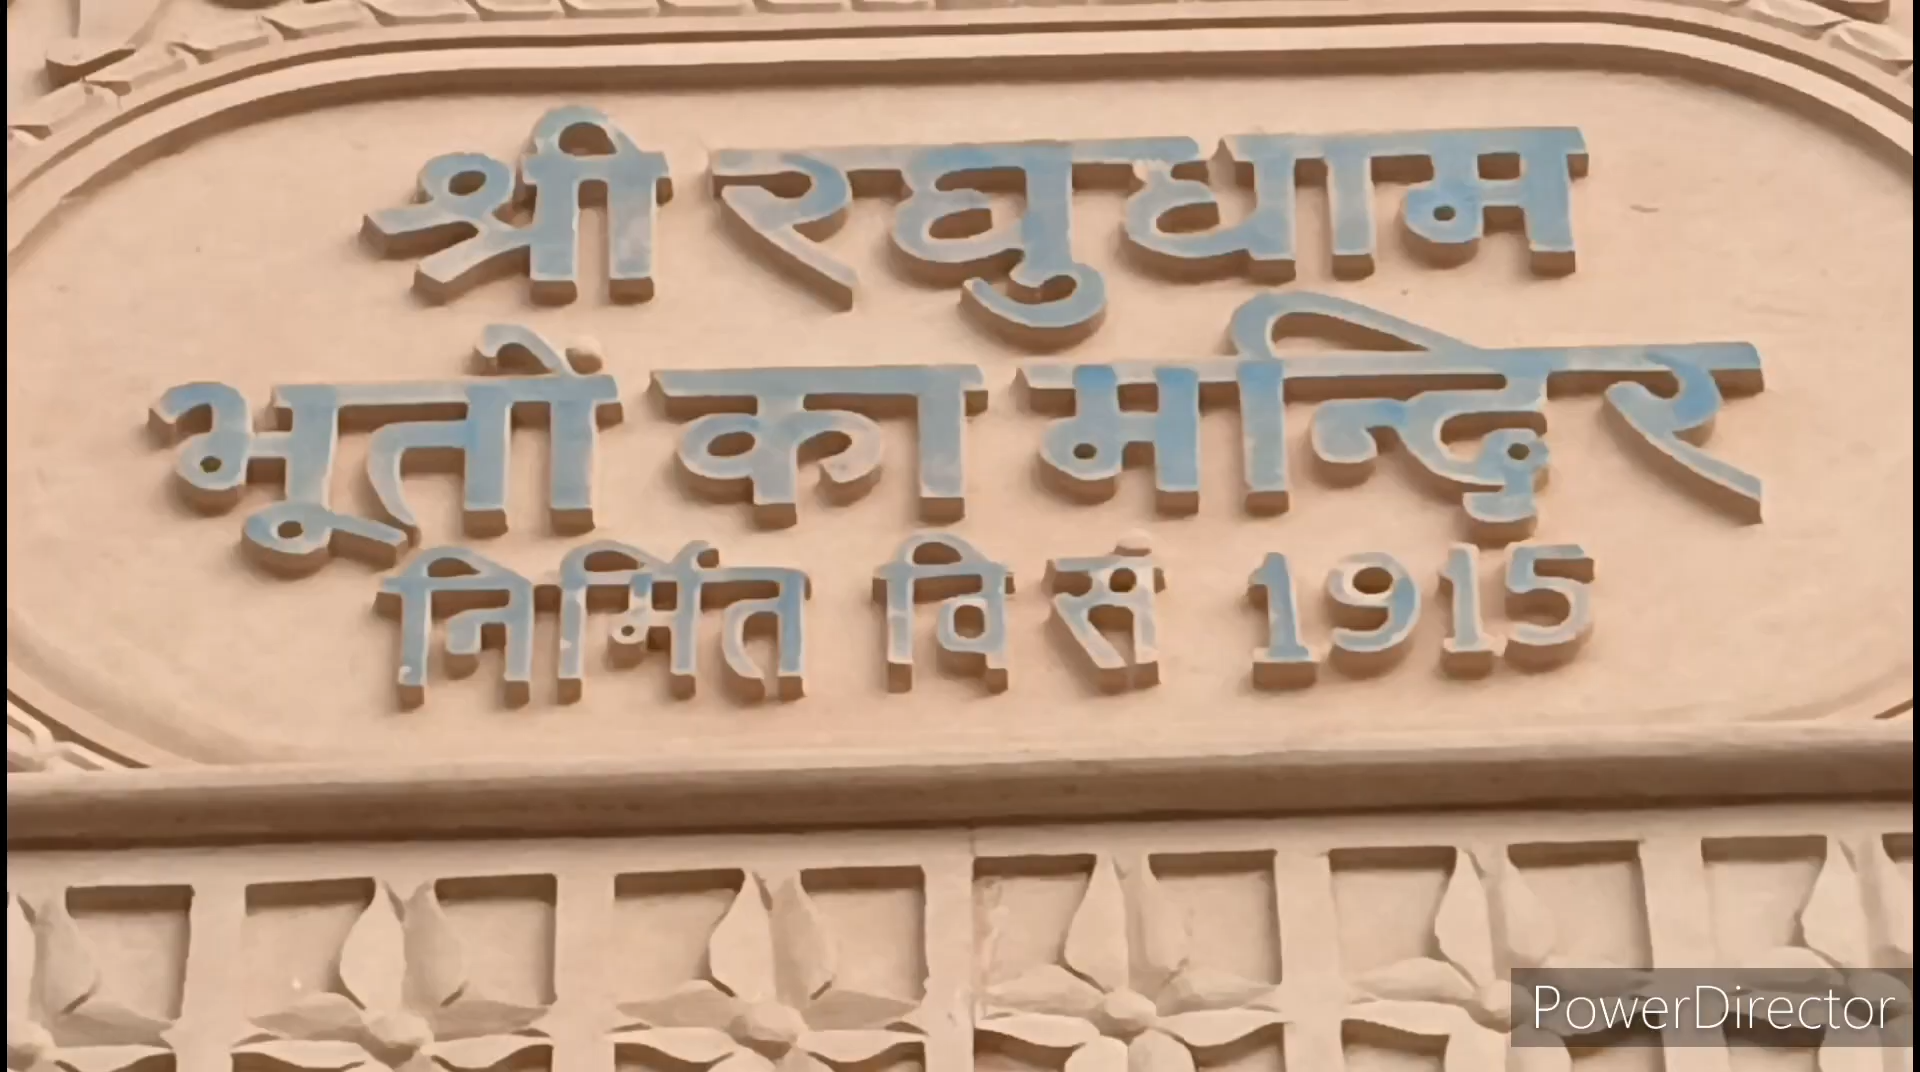 श्री रघुधाम
भूतों का मन्दिर
निर्मित वि सं 1915
PowerDirector